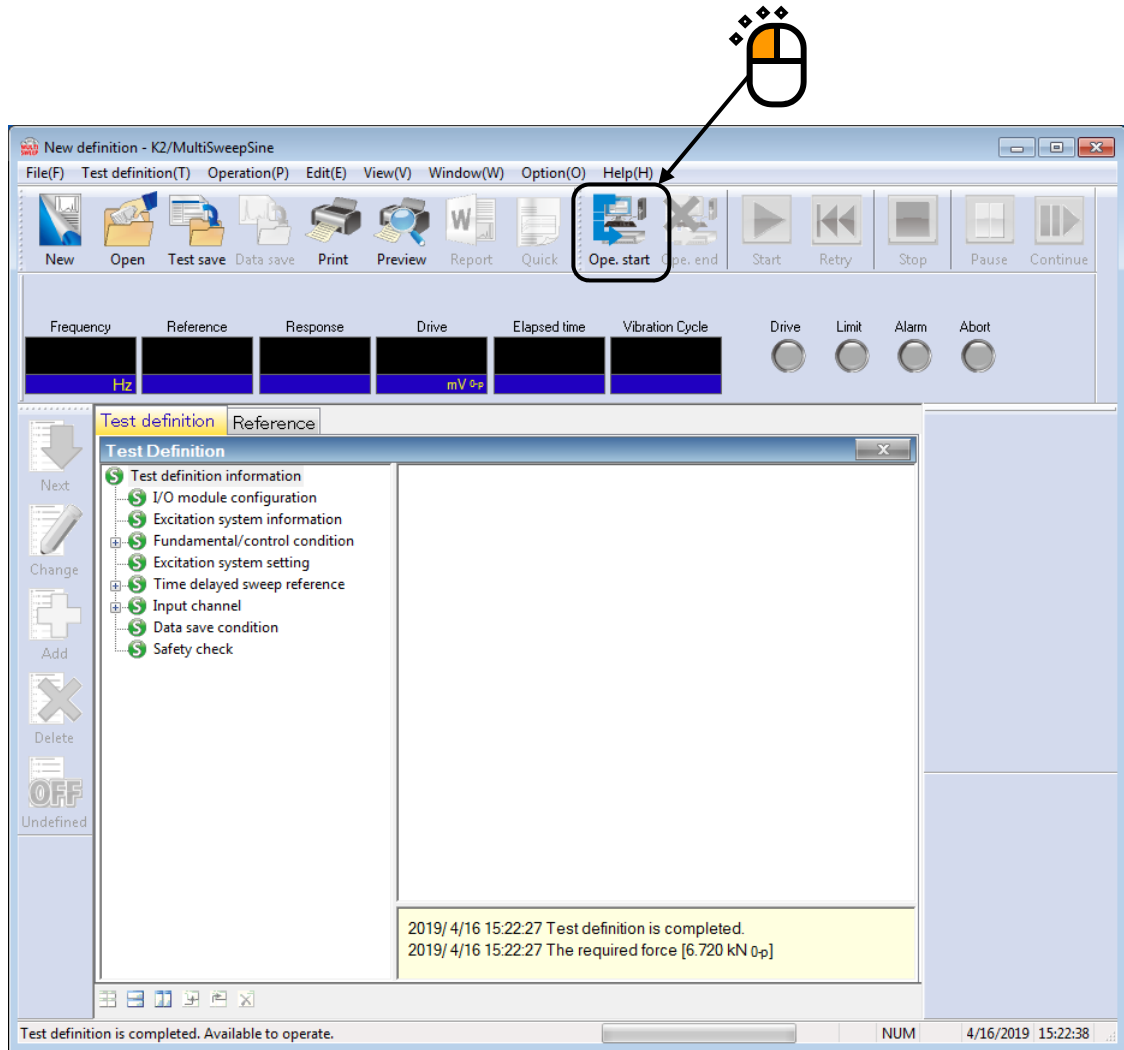 New definition - K2/MultiSweepSine
File(F) Test definition(T) Operation(P) Edit(E) View(V) Window(W) Option(O) Help(H)
New Open Test save Data save Print Preview Report Quick Ope. start Ope. end Start Retry Stop Pause Continue
Frequency Reference Response Drive Elapsed time Vibration Cycle Drive Limit Alarm Abort
Hz mV 0-p
Test definition Reference
Test Definition
Test definition information
I/O module configuration
Excitation system information
Fundamental/control condition
Excitation system setting
Time delayed sweep reference
Input channel
Data save condition
Safety check
Next
Change
Add
Delete
OFF
Undefined
2019/ 4/16 15:22:27 Test definition is completed.
2019/ 4/16 15:22:27 The required force [6.720 kN 0-p]
Test definition is completed. Available to operate. NUM 4/16/2019 15:22:38